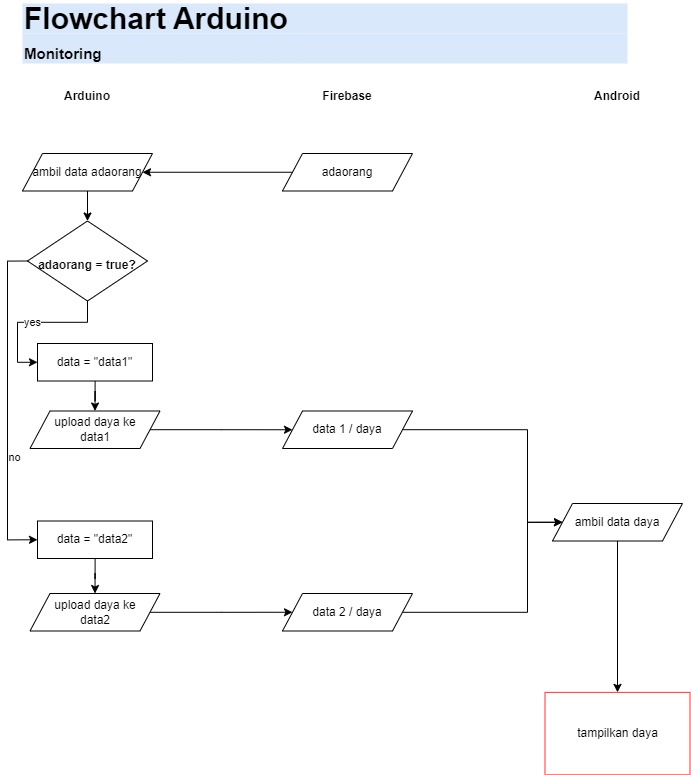 Flowchart Arduino
Monitoring
Arduino
Firebase
Android
ambil data adaorang
adaorang
adaorang = true?
yes
data = "data1"
upload daya ke
data1
data 1 / daya
no
ambil data daya
data = "data2"
upload daya ke
data2
data 2 / daya
tampilkan daya